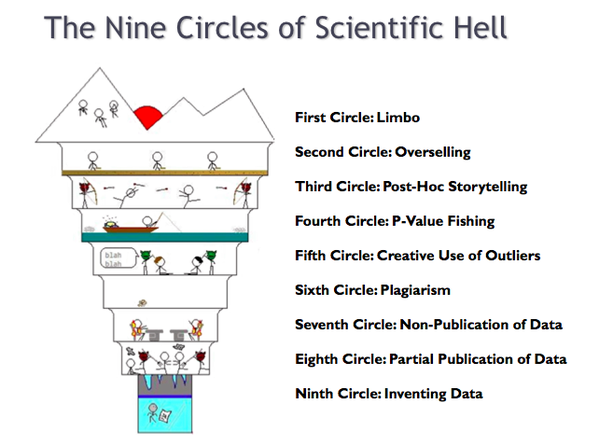 The Nine Circles of Scientific Hell
First Circle: Limbo
Second Circle: Overselling
Third Circle: Post-Hoc Storytelling
Fourth Circle: P-Value Fishing
blah
blah
Fifth Circle: Creative Use of Outliers
Sixth Circle: Plagiarism
Seventh Circle: Non-Publication of Data
Eighth Circle: Partial Publication of Data
Ninth Circle: Inventing Data